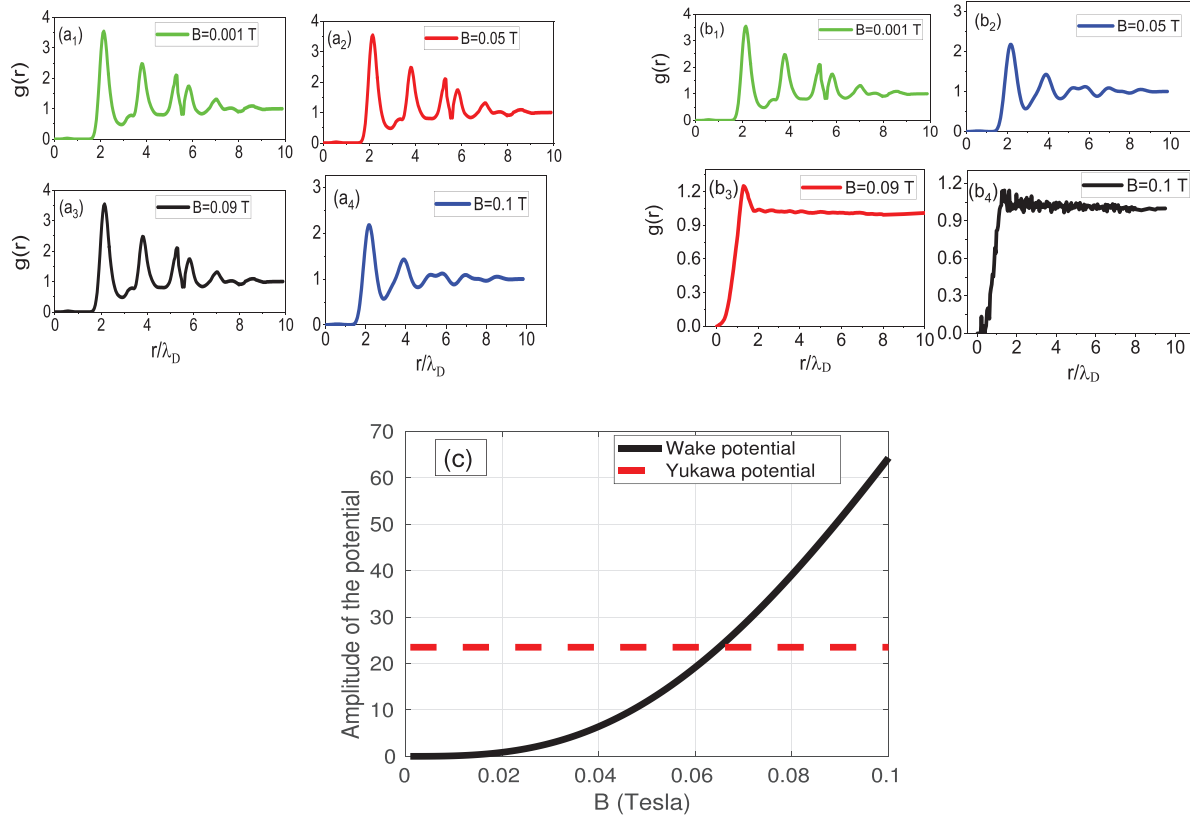 (a1) B=0.001 T
g(r)
4
3
2
1
0
0 2 4 6 8 10
(a2) B=0.05 T
4
3
2
1
0
0 2 4 6 8 10
(b1) B=0.001 T
g(r)
4
3
2
1
0
0 2 4 6 8 10
(b2) B=0.05 T
3
2
1
0
0 2 4 6 8 10
(a3) B=0.09 T
g(r)
4
3
2
1
0
0 2 4 6 8 10
r/λD
(a4) B=0.1 T
3
2
1
0
0 2 4 6 8 10
r/λD
(b3) B=0.09 T
g(r)
1.2
0.9
0.6
0.3
0.0
0 2 4 6 8 10
r/λD
(b4) B=0.1 T
1.2
0.9
0.6
0.3
0.0
0 2 4 6 8 10
r/λD
(c)
Wake potential
Yukawa potential
Amplitude of the potential
70
60
50
40
30
20
10
0
0 0.02 0.04 0.06 0.08 0.1
B (Tesla)